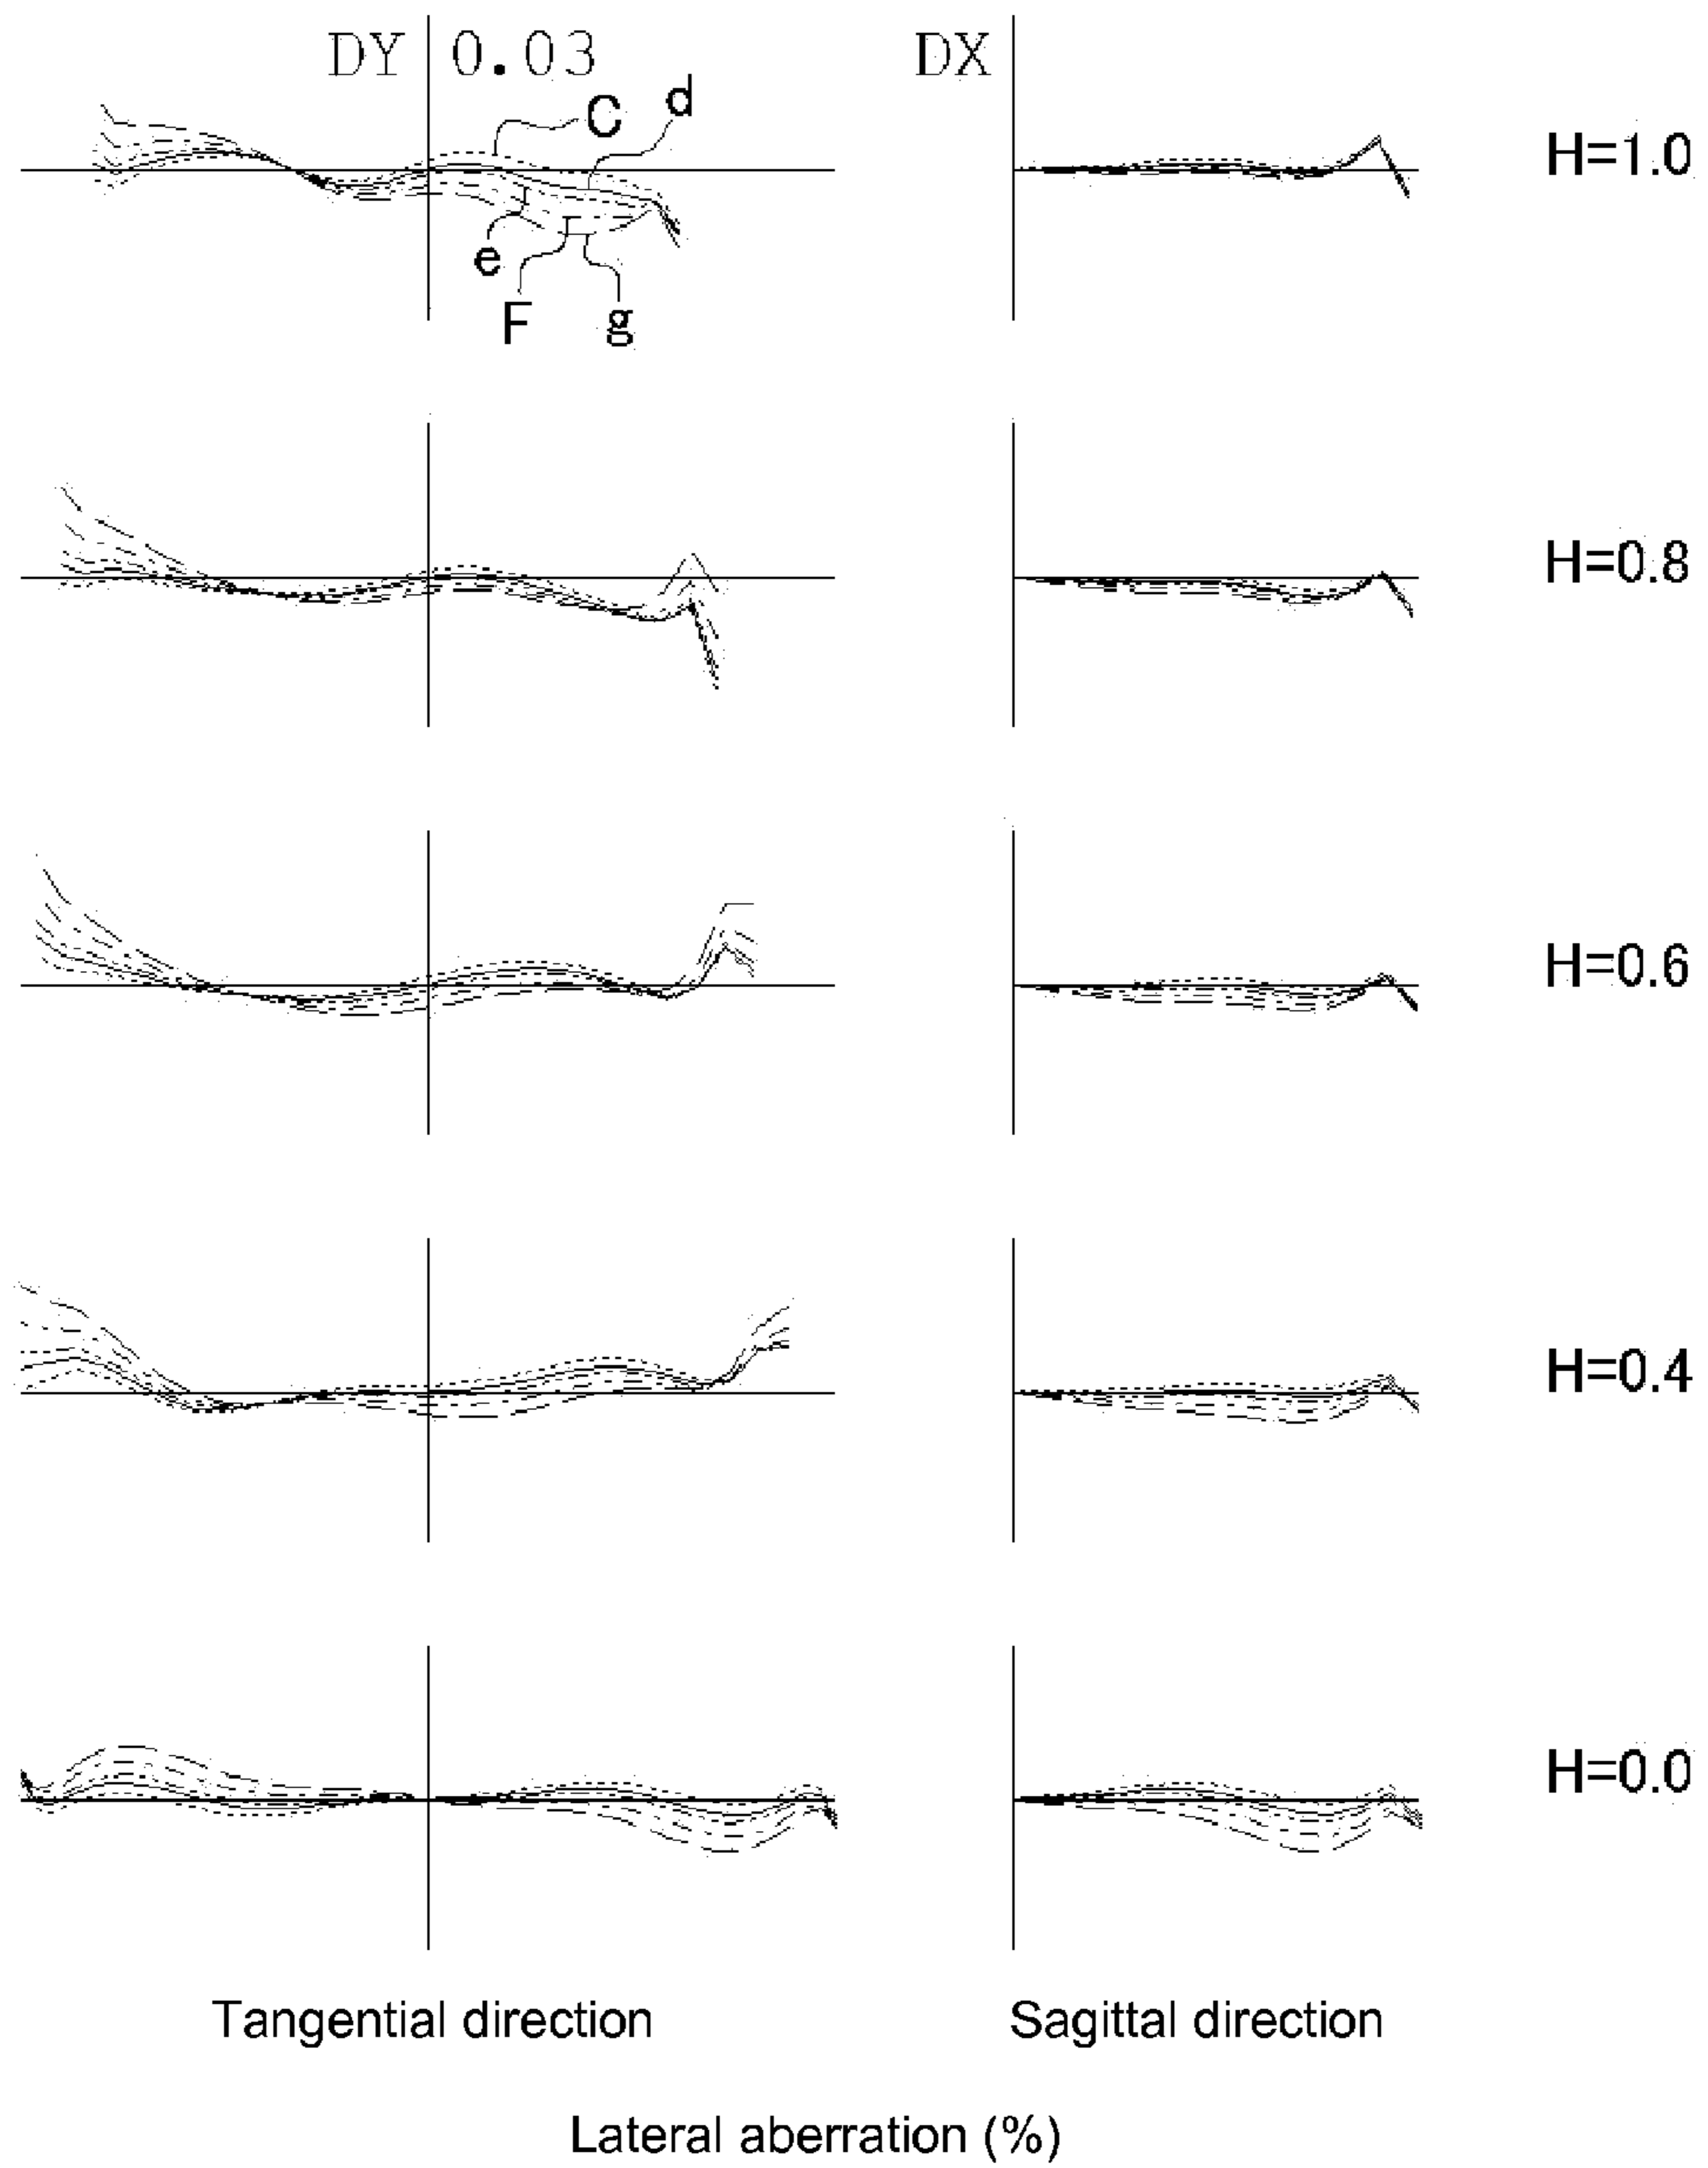 DY 0.03
DX
C
d
H=1.0
e
F
g
H=0.8
H=0.6
H=0.4
H=0.0
Tangential direction
Sagittal direction
Lateral aberration (%)